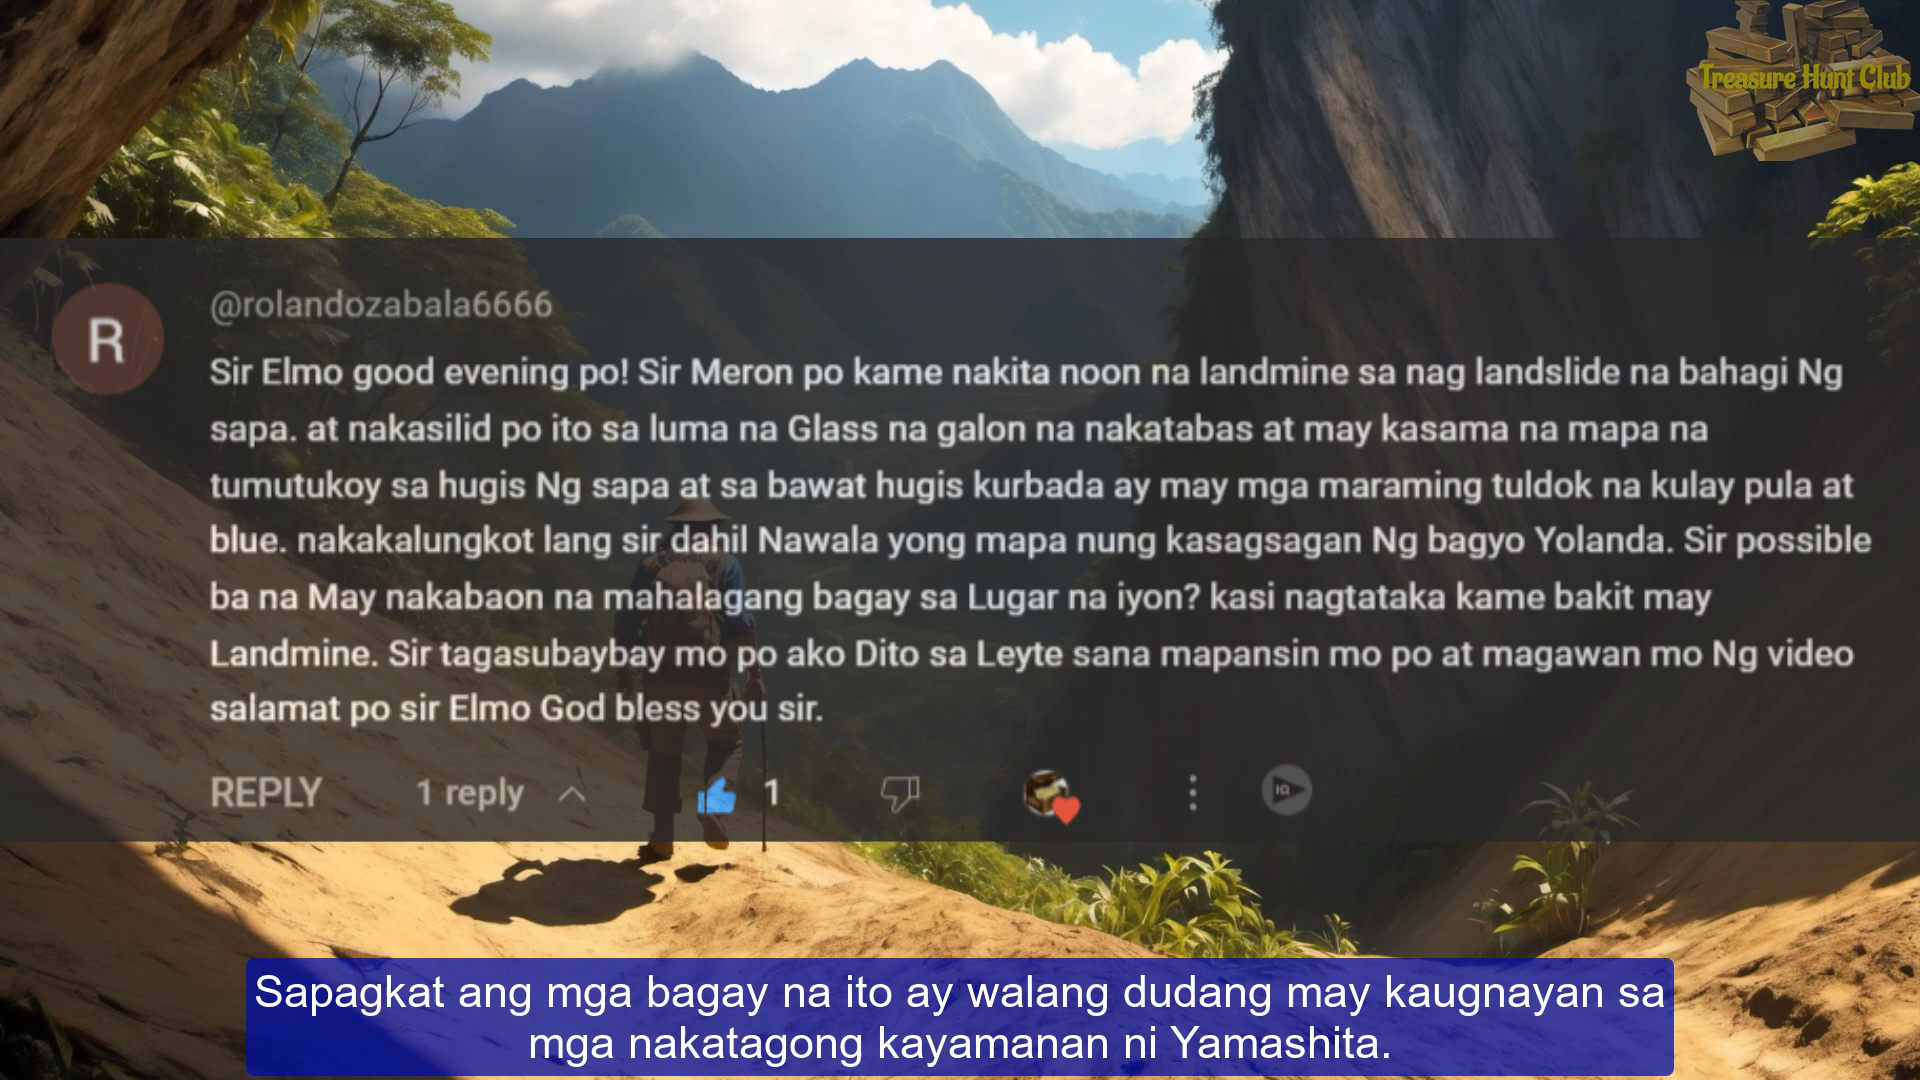 Treasure Hunt Club
R
@rolandozabala6666
Sir Elmo good evening po! Sir Meron po kame nakita noon na landmine sa nag landslide na bahagi Ng
sapa. at nakasilid po ito sa luma na Glass na galon na nakatabas at may kasama na mapa na
tumutukoy sa hugis Ng sapa at sa bawat hugis kurbada ay may mga maraming tuldok na kulay pula at
blue. nakakalungkot lang sir dahil Nawala yong mapa nung kasagsagan Ng bagyo Yolanda. Sir possible
ba na May nakabaon na mahalagang bagay sa Lugar na iyon? kasi nagtataka kame bakit may
Landmine. Sir tagasubaybay mo po ako Dito sa Leyte sana mapansin mo po at magawan mo Ng video
salamat po sir Elmo God bless you sir.
REPLY 1 reply 1 IQ
Sapagkat ang mga bagay na ito ay walang dudang may kaugnayan sa
mga nakatagong kayamanan ni Yamashita.